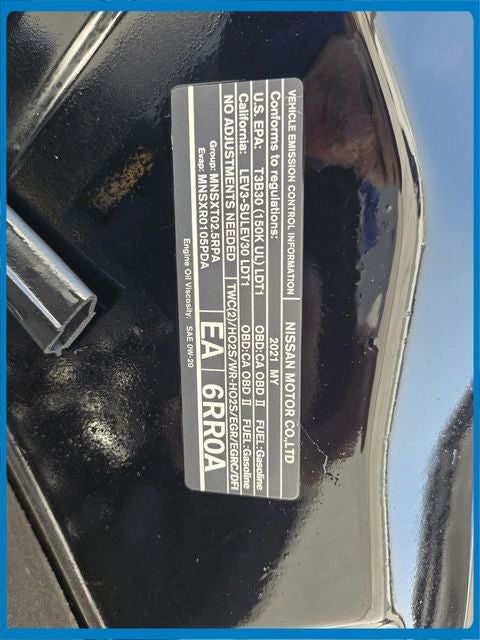 VEHICLE EMISSION CONTROL INFORMATION NISSAN MOTOR CO.,LTD
Conforms to regulations: 2021 MY
U.S. EPA: T3B30 (150K UL) LDT1 OBD:CA OBD II FUEL:Gasoline
California: LEV3-SULEV30 LDT1 OBD:CA OBD II FUEL:Gasoline
NO ADJUSTMENTS NEEDED TWC(2)/HO2S/WR-HO2S/EGR/EGRC/DFI
Group: MNSXT02.5RPA
Evap: MNSXR0105PDA
EA 6RR0A
Engine Oil Viscosity: SAE 0W-20